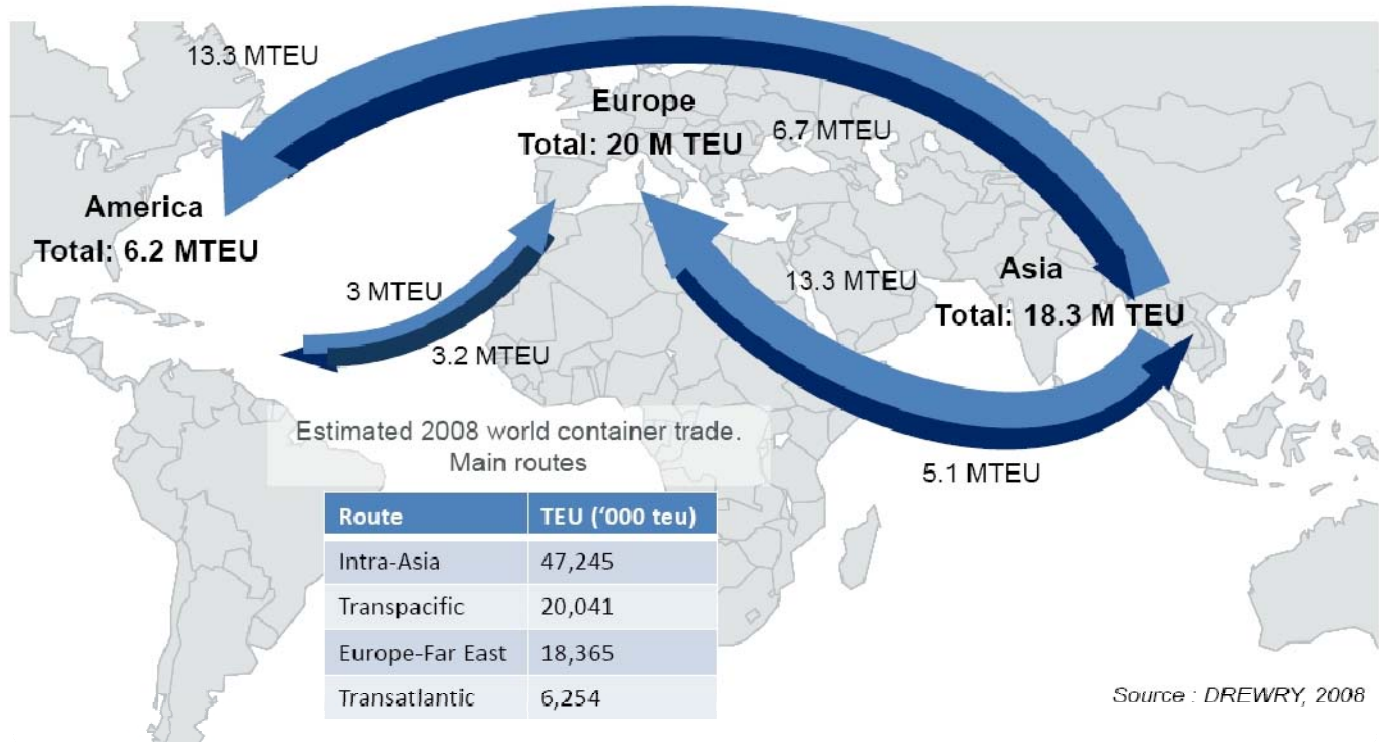 13.3 MTEU
Europe
Total: 20 M TEU
6.7 MTEU
America
Total: 6.2 MTEU
3 MTEU
3.2 MTEU
13.3 MTEU
Asia
Total: 18.3 M TEU
5.1 MTEU
Estimated 2008 world container trade.
Main routes
Route TEU (‘000 teu)
Intra-Asia 47,245
Transpacific 20,041
Europe-Far East 18,365
Transatlantic 6,254
Source : DREWRY, 2008